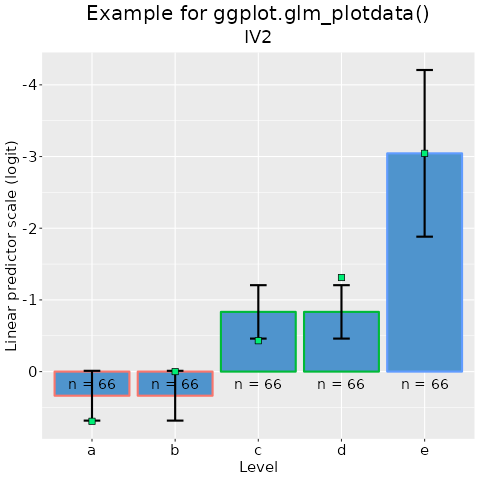 Example for ggplot.glm_plotdata()
IV2
Linear predictor scale (logit)
-4
-3
-2
-1
0
n = 66
n = 66
n = 66
n = 66
n = 66
a
b
c
d
e
Level